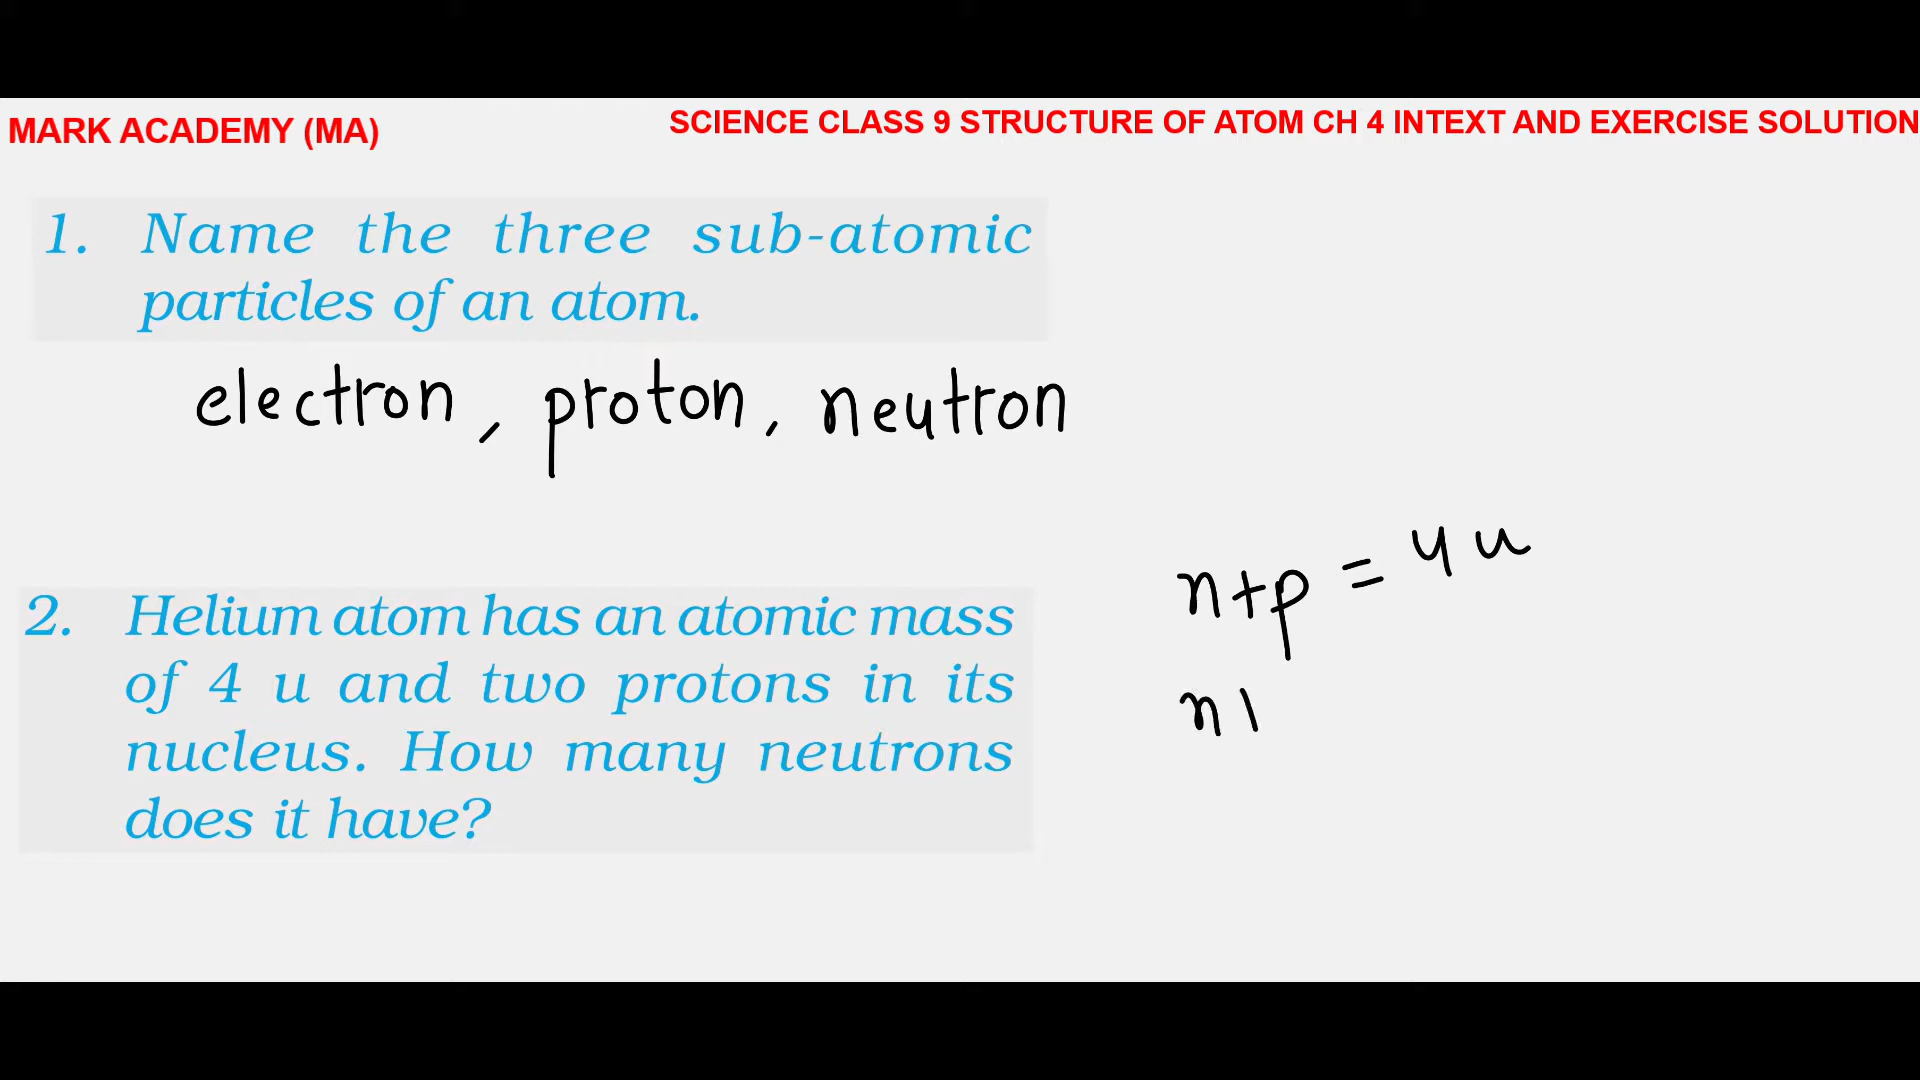 MARK ACADEMY (MA)
SCIENCE CLASS 9 STRUCTURE OF ATOM CH 4 INTEXT AND EXERCISE SOLUTION
1. Name the three sub-atomic
particles of an atom.
electron, proton, neutron
2. Helium atom has an atomic mass
of 4 u and two protons in its
nucleus. How many neutrons
does it have?
n+p = 4 u
n